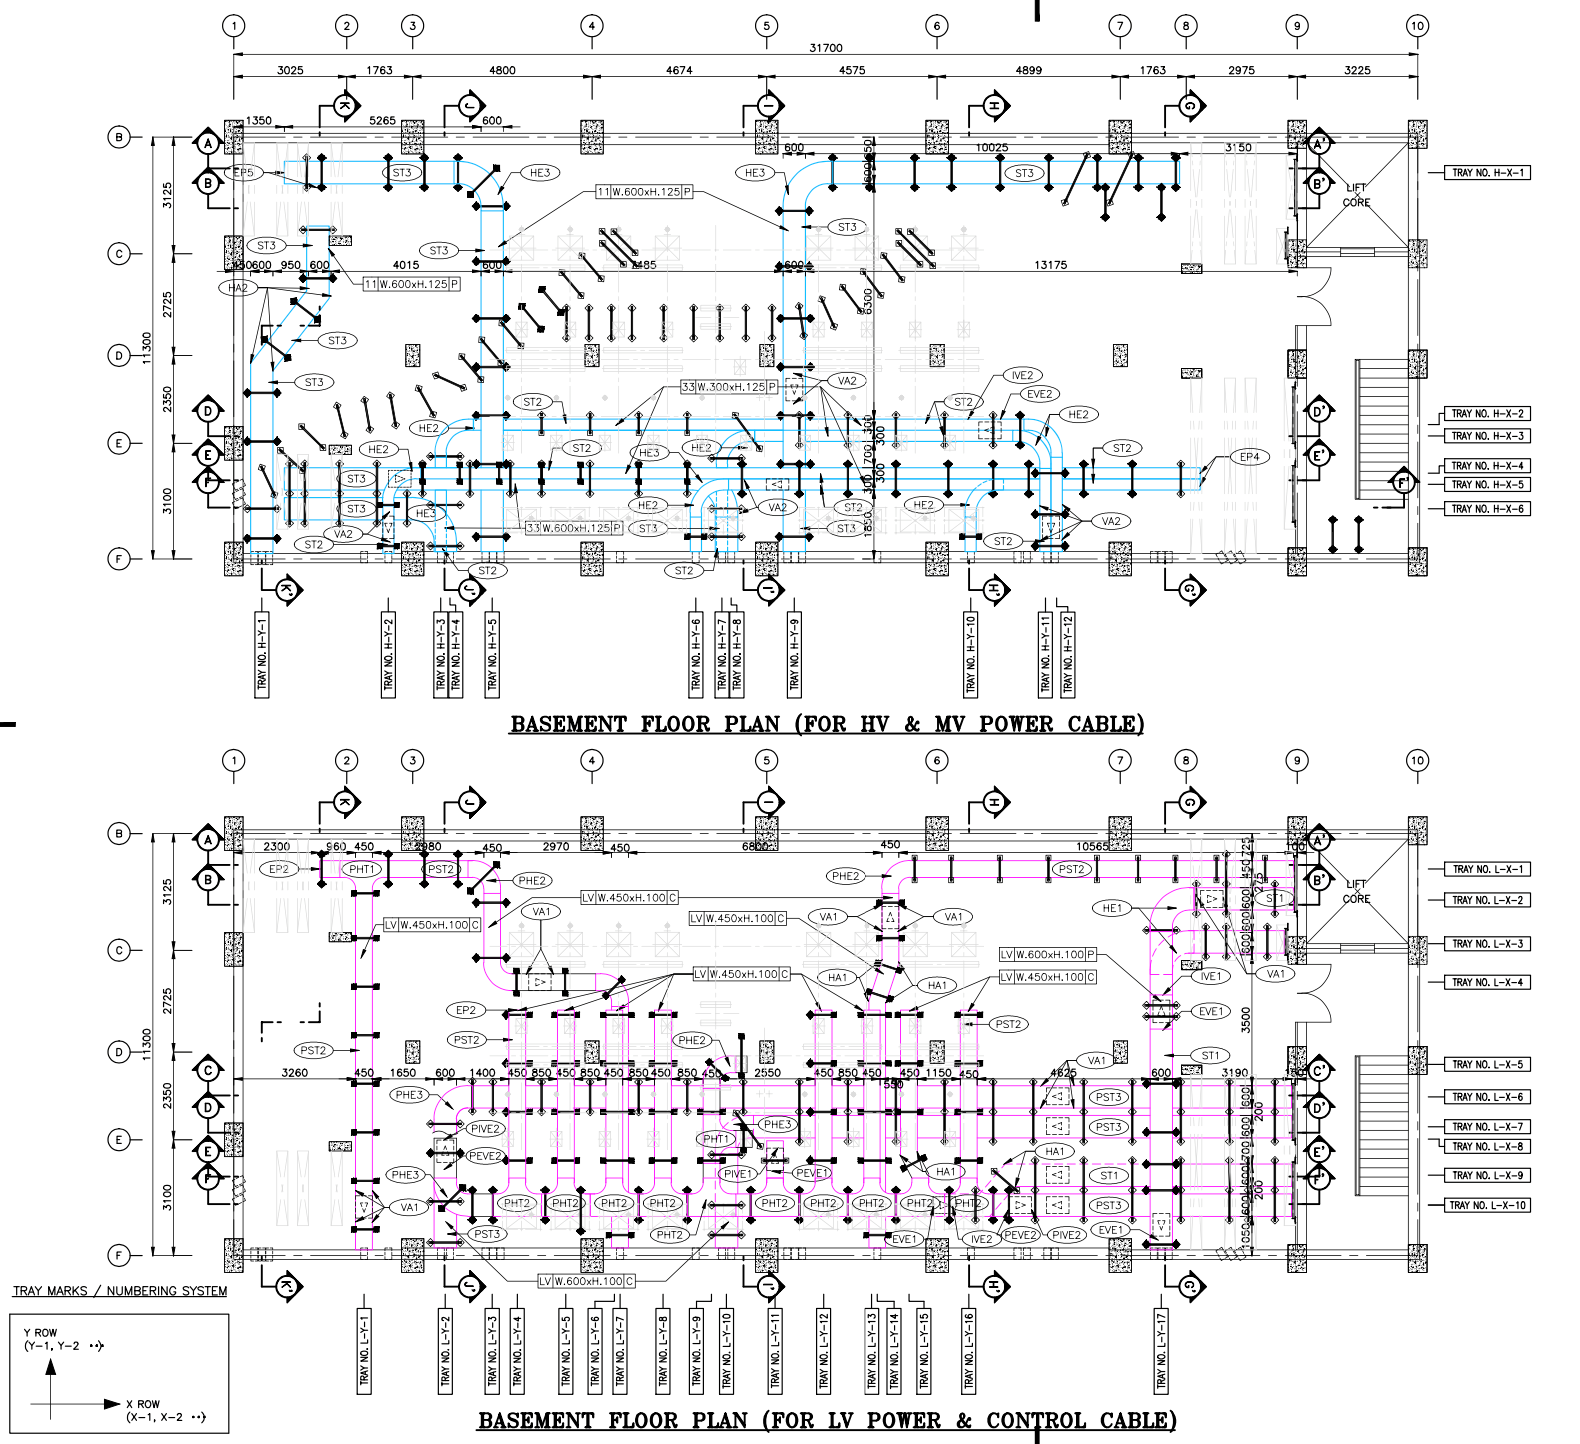 1 2 3 4 5 6 7 8 9 10
31700
3025 1763 4800 4674 4575 4899 1763 2975 3225
K J I H G
B
A
1350 5265 600
600 10025 3150
A'
EP5 ST3 HE3 HE3 ST3
TRAY NO. H-X-1
B
B'
11 W.600xH.125 P
LIFT
CORE
3125
ST3 ST3 ST3
C
600 950 600 4015 600 600 13175
HA2
11 W.600xH.125 P
2725
6300
11300
ST3
D
ST3
VA2
IVE2
EVE2
33 W.300xH.125 P
2350
ST2 ST2
HE2 HE2
D
D'
TRAY NO. H-X-2
TRAY NO. H-X-3
300
300
E
E
HE2 ST2 HE3 HE2
700
E'
EP4
TRAY NO. H-X-4
ST3 ST2
TRAY NO. H-X-5
F
F'
300
300
3100
ST3 HE3 HE2 VA2 ST2 HE2
TRAY NO. H-X-6
1850
33 W.600xH.125 P
ST3 ST3 VA2
VA2
ST2 ST2
F
ST2 ST2
K' J' I' H' G'
TRAY NO. H-Y-1
TRAY NO. H-Y-2
TRAY NO. H-Y-3
TRAY NO. H-Y-4
TRAY NO. H-Y-5
TRAY NO. H-Y-6
TRAY NO. H-Y-7
TRAY NO. H-Y-8
TRAY NO. H-Y-9
TRAY NO. H-Y-10
TRAY NO. H-Y-11
TRAY NO. H-Y-12
BASEMENT FLOOR PLAN (FOR HV & MV POWER CABLE)
1 2 3 4 5 6 7 8 9 10
K J I H G
B
A
A'
2300 960 450 2980 450 2970 450 6800 450 10565
725
EP2 PHT1 PST2 PHE2 PHE2 PST2
450
TRAY NO. L-X-1
B
B'
LIFT
CORE
3125
LV W.450xH.100 C
VA1 VA1 VA1 HE1 ST1
TRAY NO. L-X-2
600 800
LV W.450xH.100 C
LV W.450xH.100 C
600
TRAY NO. L-X-3
C
LV W.600xH.100 P
LV W.450xH.100 C
HA1 HA1
LV W.450xH.100 C
IVE1 VA1
TRAY NO. L-X-4
2725
EP2 PST2 EVE1
3500
11300
PST2 PST2 PHE2 ST1
D
VA1
TRAY NO. L-X-5
C
C'
3260 450 1650 600 1400 450 850 450 850 450 850 450 850 450 2550 450 850 450 1150 450 4625 600 3190
550
2350
PHE3 PST3
600
200
TRAY NO. L-X-6
D
D'
PIVE2 PHE3 PST3
600
TRAY NO. L-X-7
E
PHT1
TRAY NO. L-X-8
E
E'
PEVE2 HA1
700
PHE3 PIVE1 PEVE1 HA1 ST1
600
TRAY NO. L-X-9
F
F'
200
3100
VA1 PHT2 PHT2 PHT2 PHT2 PHT2 PHT2 PHT2 PHT2 PST3
600
TRAY NO. L-X-10
PST3 PHT2 EVE1 IVE2 PEVE2 PIVE2 EVE1
1050
F
LV W.600xH.100 C
K' J' I' H' G'
TRAY NO. L-Y-1
TRAY NO. L-Y-2
TRAY NO. L-Y-3
TRAY NO. L-Y-4
TRAY NO. L-Y-5
TRAY NO. L-Y-6
TRAY NO. L-Y-7
TRAY NO. L-Y-8
TRAY NO. L-Y-9
TRAY NO. L-Y-10
TRAY NO. L-Y-11
TRAY NO. L-Y-12
TRAY NO. L-Y-13
TRAY NO. L-Y-14
TRAY NO. L-Y-15
TRAY NO. L-Y-16
TRAY NO. L-Y-17
TRAY MARKS / NUMBERING SYSTEM
Y ROW
(Y-1, Y-2 ··)
X ROW
(X-1, X-2 ··)
BASEMENT FLOOR PLAN (FOR LV POWER & CONTROL CABLE)